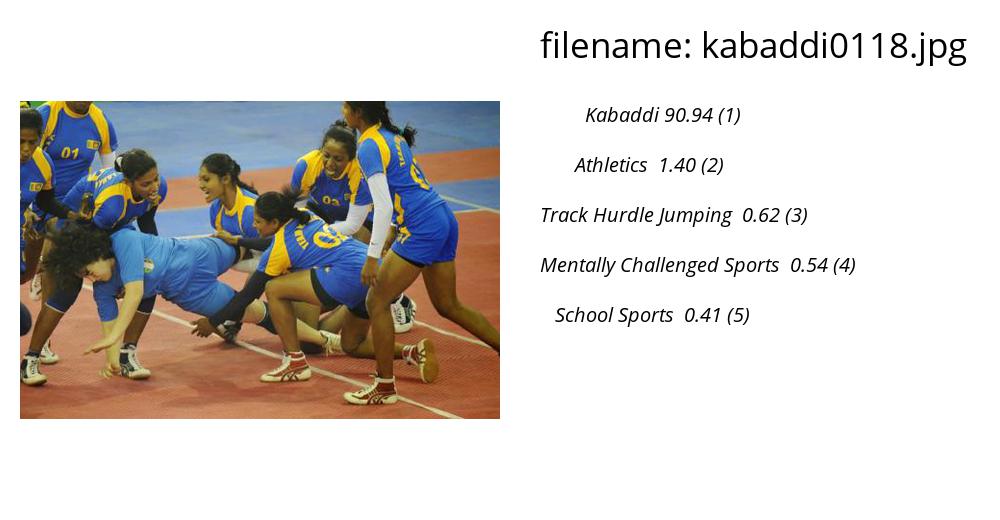 filename: kabaddi0118.jpg
Kabaddi 90.94 (1)
Athletics 1.40 (2)
Track Hurdle Jumping 0.62 (3)
Mentally Challenged Sports 0.54 (4)
School Sports 0.41 (5)
01